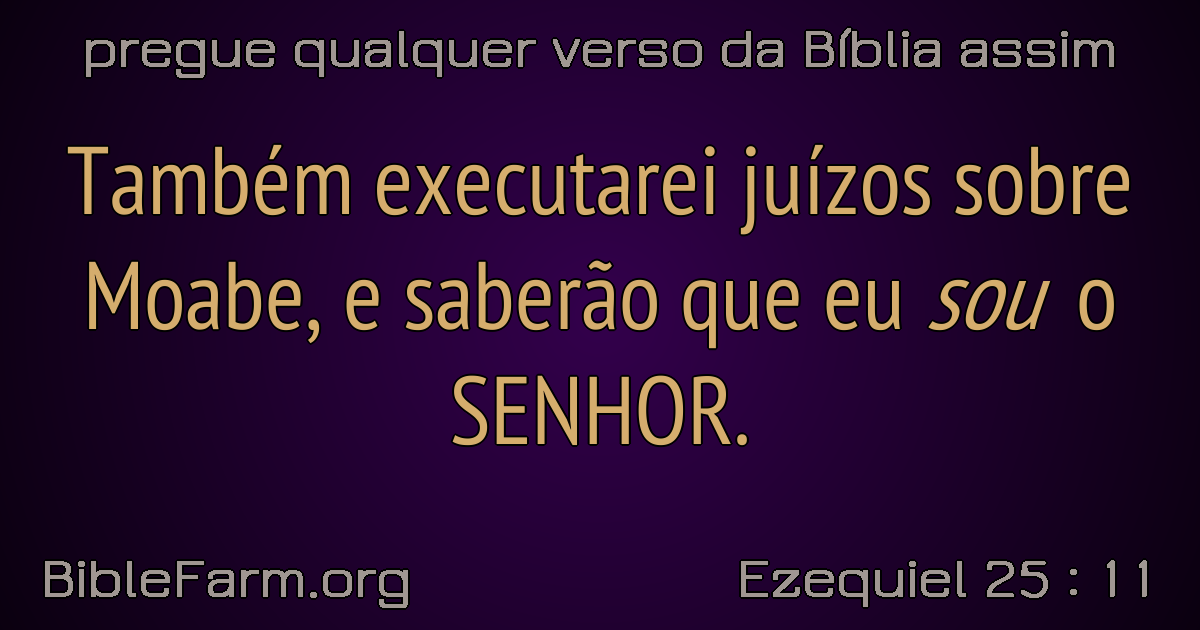 pregue qualquer verso da Bíblia assim
Também executarei juízos sobre
Moabe, e saberão que eu sou o
SENHOR.
BibleFarm.org
Ezequiel 25 : 11